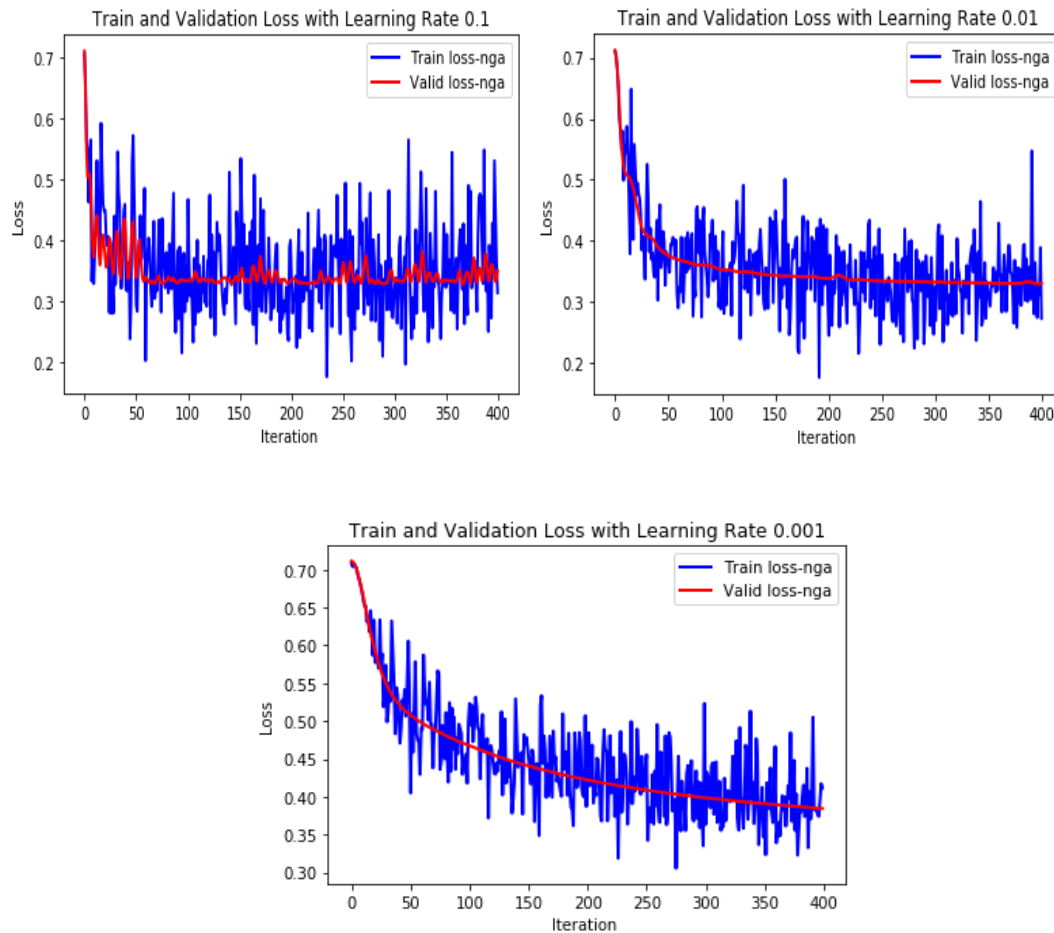 Train and Validation Loss with Learning Rate 0.1
Train loss-nga
Valid loss-nga
Loss
0.7
0.6
0.5
0.4
0.3
0.2
0 50 100 150 200 250 300 350 400
Iteration
Train and Validation Loss with Learning Rate 0.01
Train loss-nga
Valid loss-nga
Loss
0.7
0.6
0.5
0.4
0.3
0.2
0 50 100 150 200 250 300 350 400
Iteration
Train and Validation Loss with Learning Rate 0.001
Train loss-nga
Valid loss-nga
Loss
0.70
0.65
0.60
0.55
0.50
0.45
0.40
0.35
0.30
0 50 100 150 200 250 300 350 400
Iteration